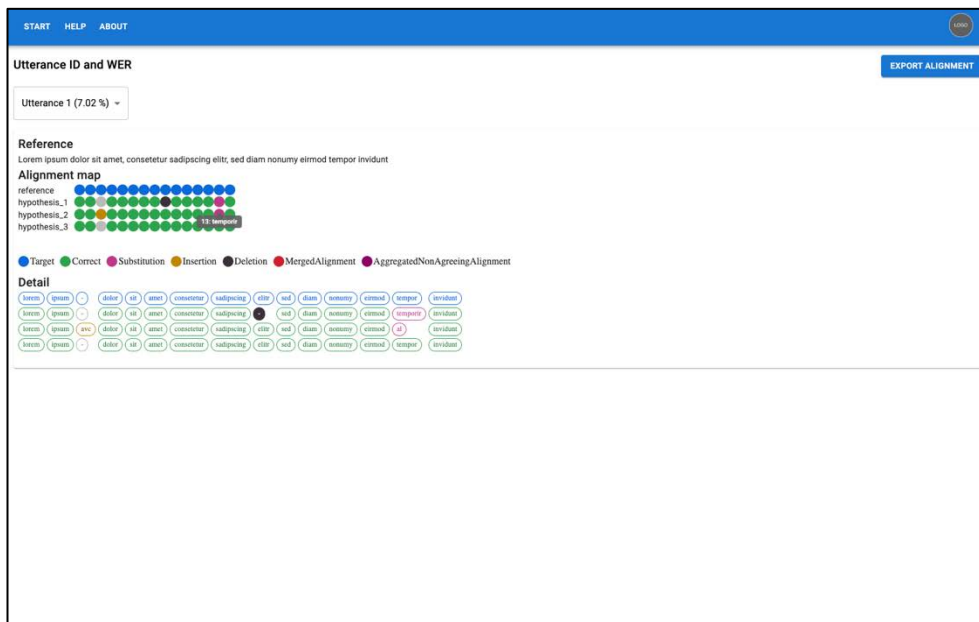 START HELP ABOUT LOGO
Utterance ID and WER EXPORT ALIGNMENT
Utterance 1 (7.02 %)
Reference
Lorem ipsum dolor sit amet, consetetur sadipscing elitr, sed diam nonumy eirmod tempor invidunt
Alignment map
reference
hypothesis_1
hypothesis_2
13: temporir
hypothesis_3
Target Correct Substitution Insertion Deletion MergedAlignment AggregatedNonAgreeingAlignment
Detail
lorem ipsum - dolor sit amet consetetur sadipscing elitr sed diam nonumy eirmod tempor invidunt
lorem ipsum - dolor sit amet consetetur sadipscing - sed diam nonumy eirmod temporir invidunt
lorem ipsum ave dolor sit amet consetetur sadipscing elitr sed diam nonumy eirmod al invidunt
lorem ipsum - dolor sit amet consetetur sadipscing elitr sed diam nonumy eirmod tempor invidunt